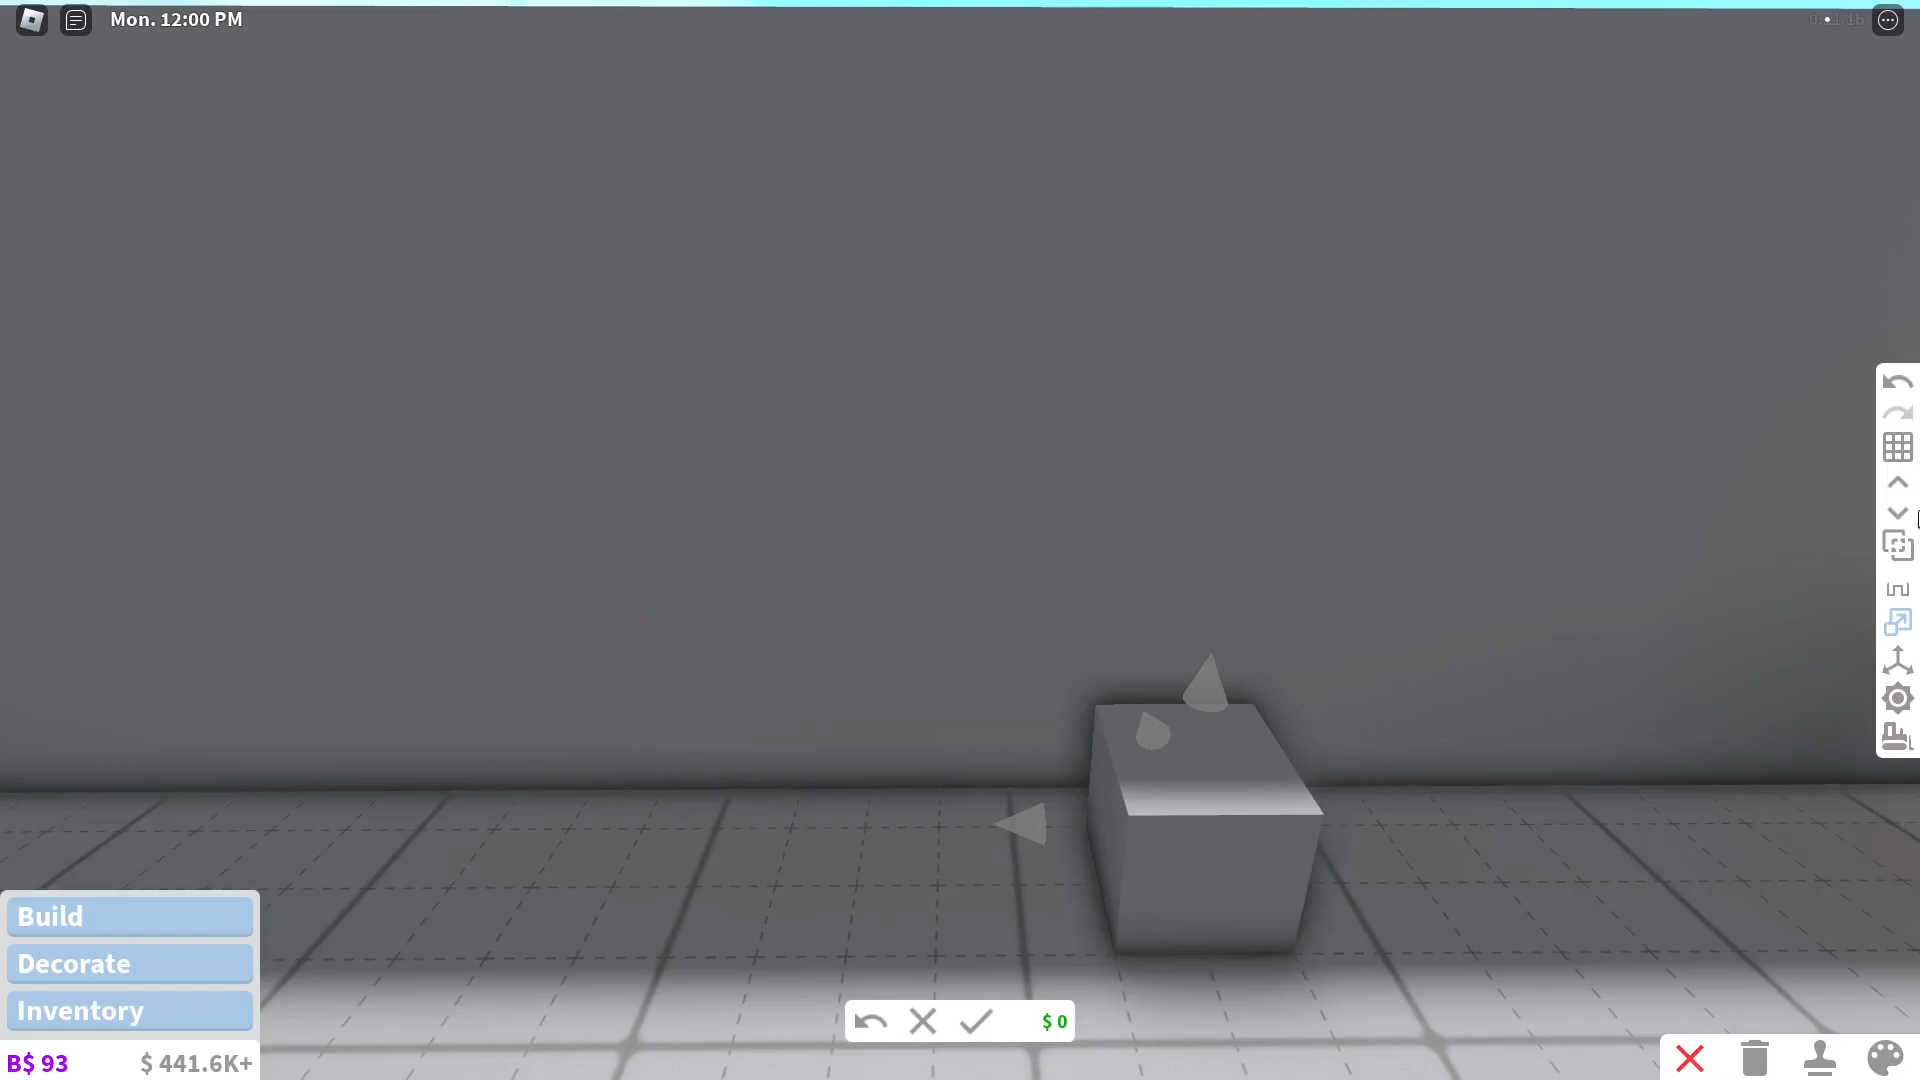 Mon. 12:00 PM
Build
Decorate
Inventory
B$ 93
$ 441.6K+
$ 0